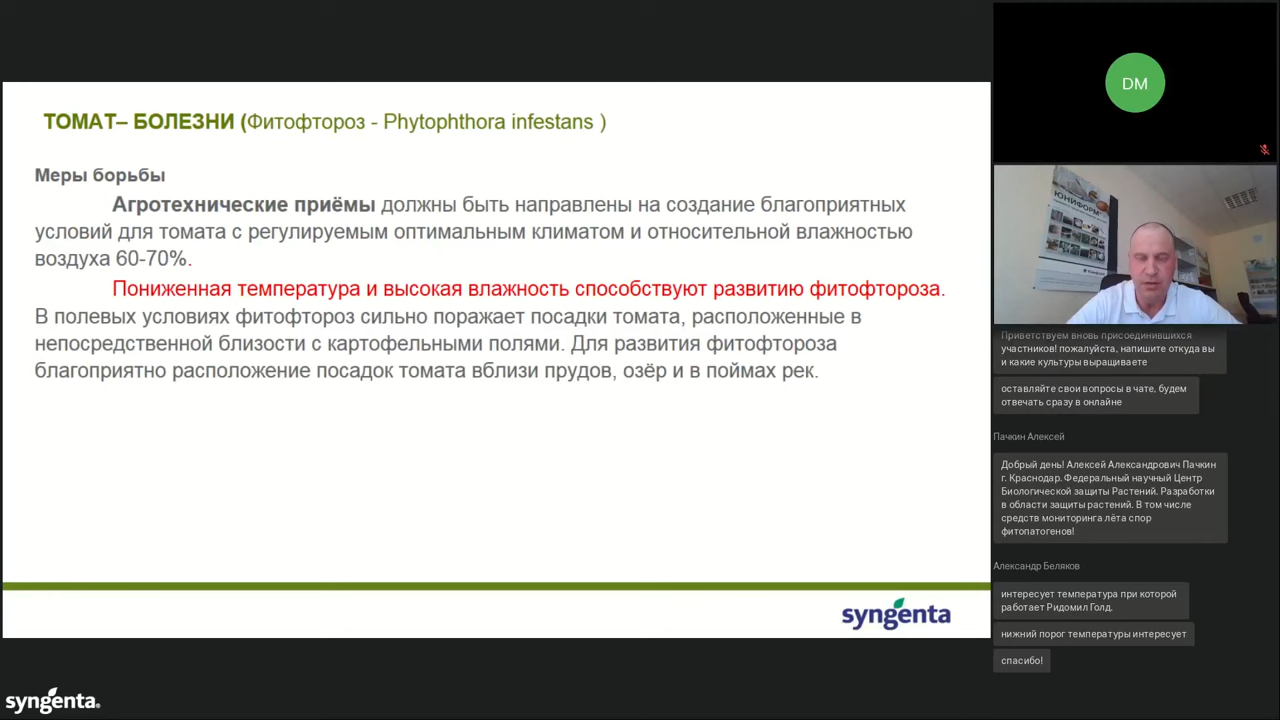 ТОМАТ– БОЛЕЗНИ (Фитофтороз - Phytophthora infestans )
Меры борьбы
Агротехнические приёмы должны быть направлены на создание благоприятных
условий для томата с регулируемым оптимальным климатом и относительной влажностью
воздуха 60-70%.
Пониженная температура и высокая влажность способствуют развитию фитофтороза.
В полевых условиях фитофтороз сильно поражает посадки томата, расположенные в
непосредственной близости с картофельными полями. Для развития фитофтороза
благоприятно расположение посадок томата вблизи прудов, озёр и в поймах рек.
syngenta
syngenta®
DM
ЮНИФОРМ
Приветствуем вновь присоединившихся
участников! пожалуйста, напишите откуда вы
и какие культуры выращиваете
оставляйте свои вопросы в чате, будем
отвечать сразу в онлайне
Пачкин Алексей
Добрый день! Алексей Александрович Пачкин
г. Краснодар. Федеральный научный Центр
Биологической защиты Растений. Разработки
в области защиты растений. В том числе
средств мониторинга лёта спор
фитопатогенов!
Александр Беляков
интересует температура при которой
работает Ридомил Голд.
нижний порог температуры интересует
спасибо!